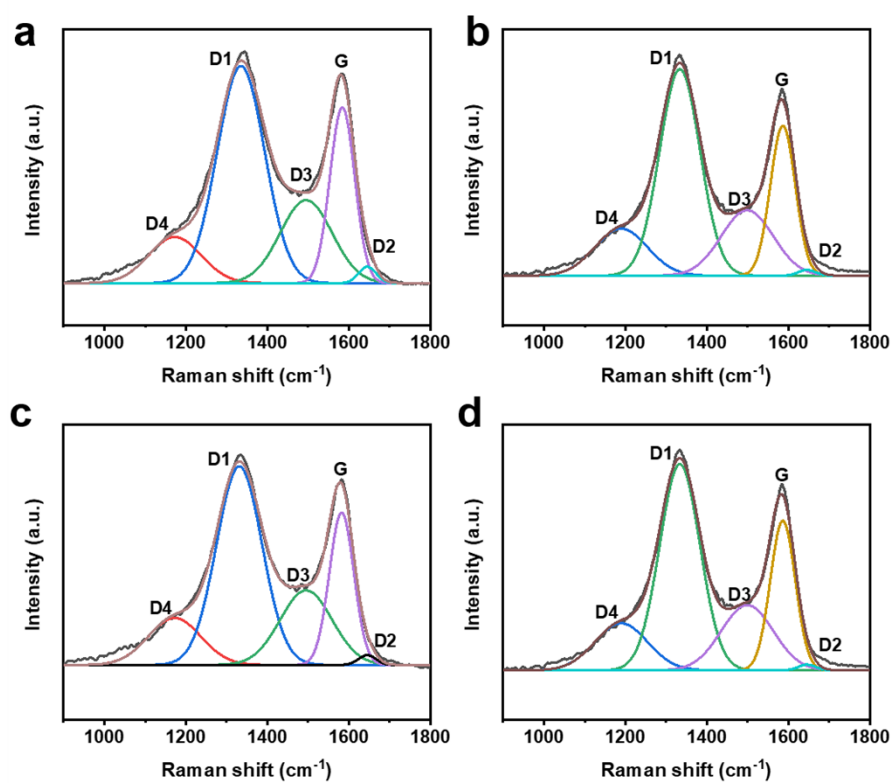 a
D1
G
D3
D4
D2
Intensity (a.u.)
1000 1200 1400 1600 1800
Raman shift (cm⁻¹)
b
D1
G
D3
D4
D2
Intensity (a.u.)
1000 1200 1400 1600 1800
Raman shift (cm⁻¹)
c
D1
G
D3
D4
D2
Intensity (a.u.)
1000 1200 1400 1600 1800
Raman shift (cm⁻¹)
d
D1
G
D3
D4
D2
Intensity (a.u.)
1000 1200 1400 1600 1800
Raman shift (cm⁻¹)